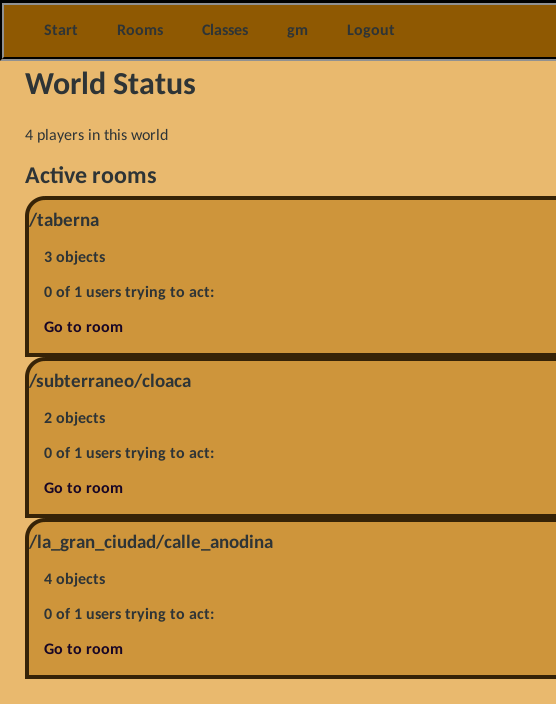 Start Rooms Classes gm Logout
World Status
4 players in this world
Active rooms
/taberna
3 objects
0 of 1 users trying to act:
Go to room
/subterraneo/cloaca
2 objects
0 of 1 users trying to act:
Go to room
/la_gran_ciudad/calle_anodina
4 objects
0 of 1 users trying to act:
Go to room